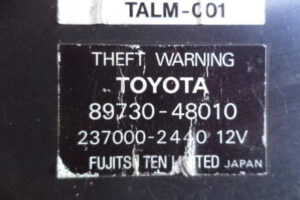 TALM-001
THEFT WARNING
TOYOTA
89730-48010
237000-2440 12V
FUJITSU TEN LIMITED JAPAN